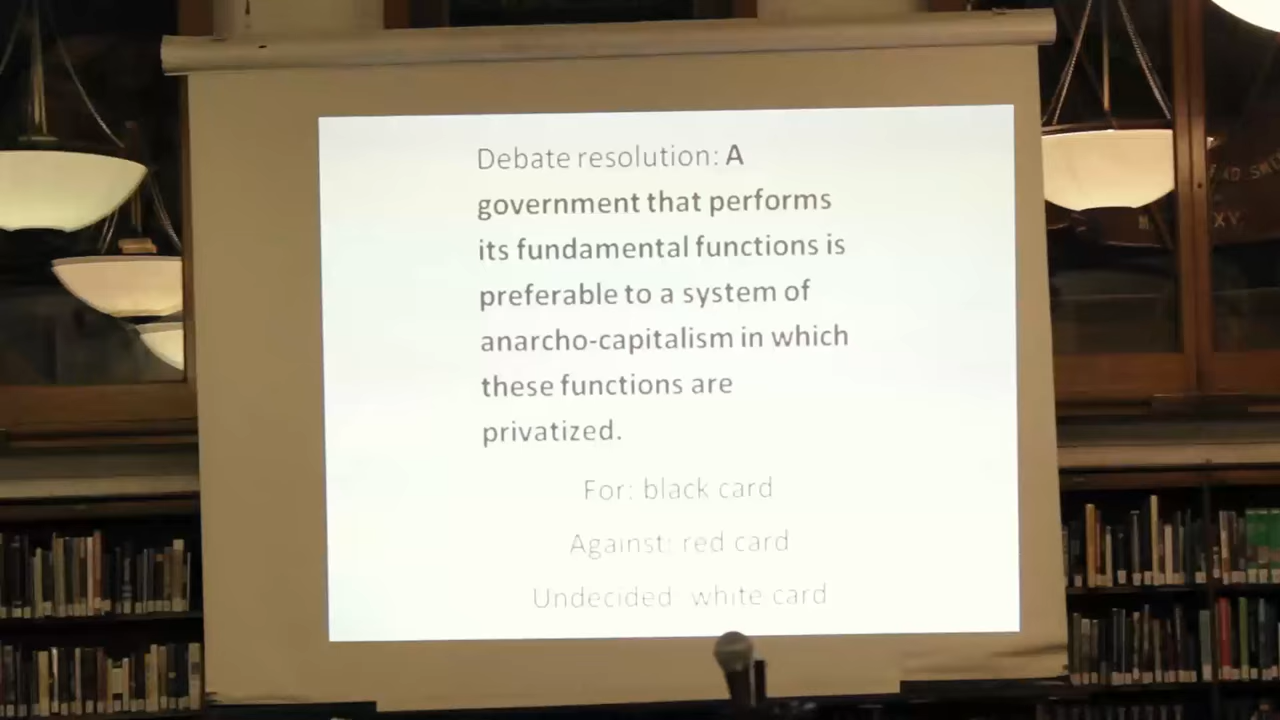 Debate resolution: A
government that performs
its fundamental functions is
preferable to a system of
anarcho-capitalism in which
these functions are
privatized.
For: black card
Against: red card
Undecided: white card